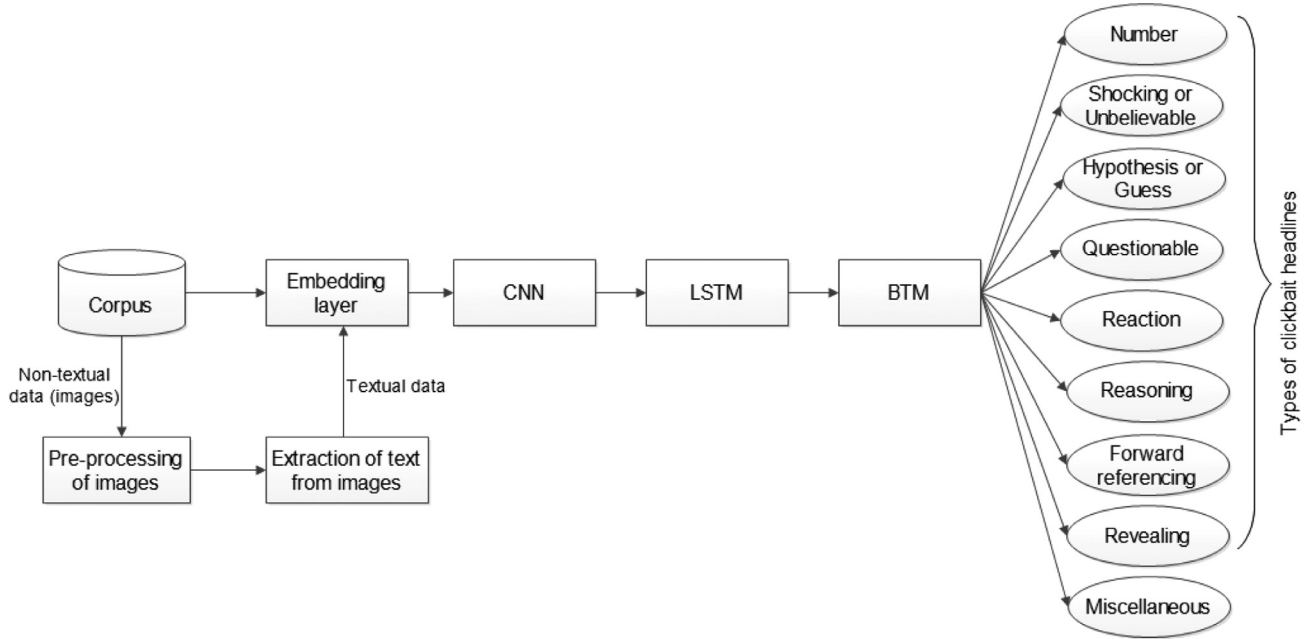 Corpus
Non-textual
data (images)
Pre-processing
of images
Extraction of text
from images
Textual data
Embedding
layer
CNN
LSTM
BTM
Number
Shocking or
Unbelievable
Hypothesis or
Guess
Questionable
Reaction
Reasoning
Forward
referencing
Revealing
Miscellaneous
Types of clickbait headlines